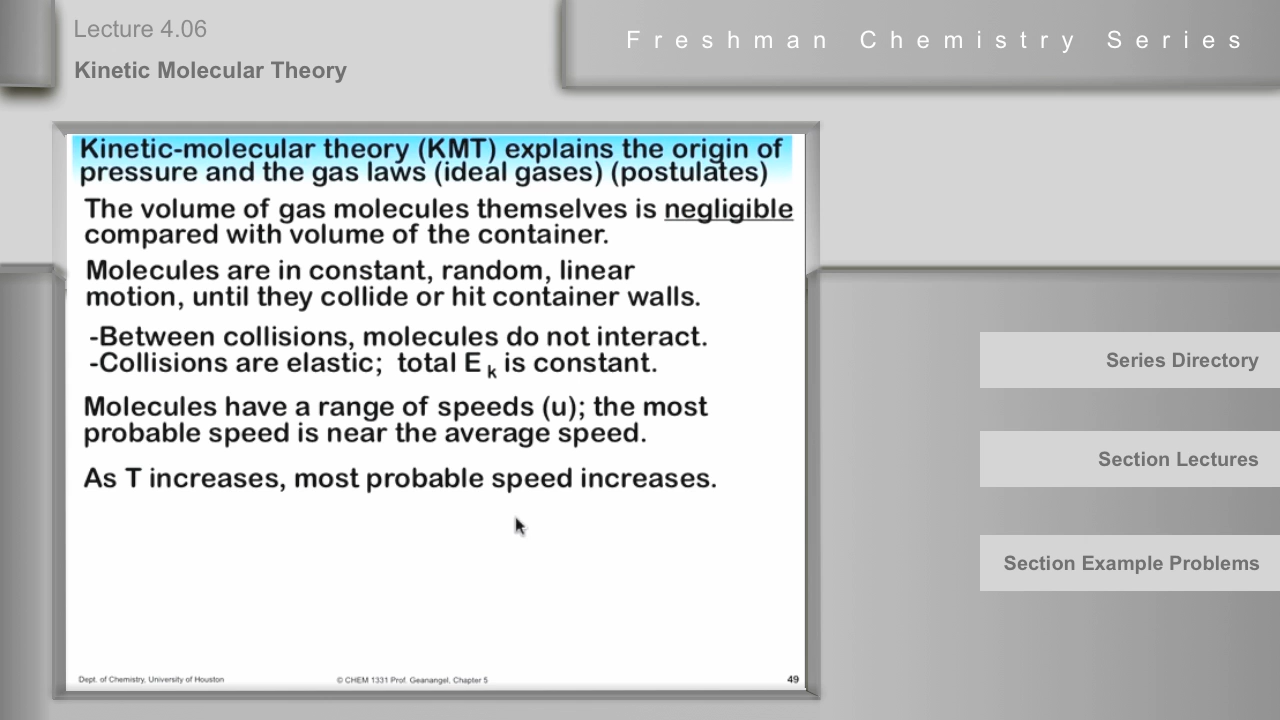 Lecture 4.06
Kinetic Molecular Theory
Freshman Chemistry Series
Kinetic-molecular theory (KMT) explains the origin of
pressure and the gas laws (ideal gases) (postulates)
The volume of gas molecules themselves is negligible
compared with volume of the container.
Molecules are in constant, random, linear
motion, until they collide or hit container walls.
-Between collisions, molecules do not interact.
-Collisions are elastic; total E k is constant.
Molecules have a range of speeds (u); the most
probable speed is near the average speed.
As T increases, most probable speed increases.
Dept. of Chemistry, University of Houston
© CHEM 1331 Prof. Geanangel, Chapter 5
49
Series Directory
Section Lectures
Section Example Problems